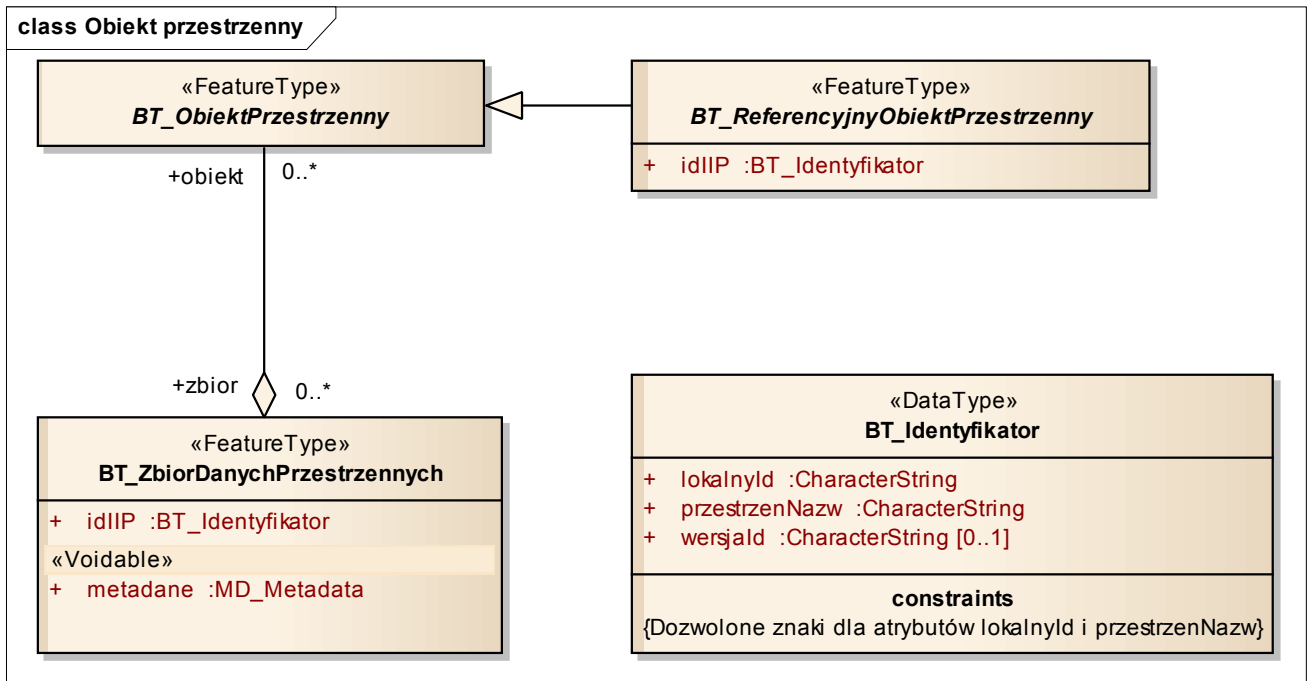 class Obiekt przestrzenny
«FeatureType»
BT_ObiektPrzestrzenny
«FeatureType»
BT_ReferencyjnyObiektPrzestrzenny
+ idIIP :BT_Identyfikator
+obiekt 0..*
+zbior 0..*
«FeatureType»
BT_ZbiorDanychPrzestrzennych
+ idIIP :BT_Identyfikator
«Voidable»
+ metadane :MD_Metadata
«DataType»
BT_Identyfikator
+ lokalnyId :CharacterString
+ przestrzenNazw :CharacterString
+ wersjaId :CharacterString [0..1]
constraints
{Dozwolone znaki dla atrybutów lokalnyId i przestrzenNazw}